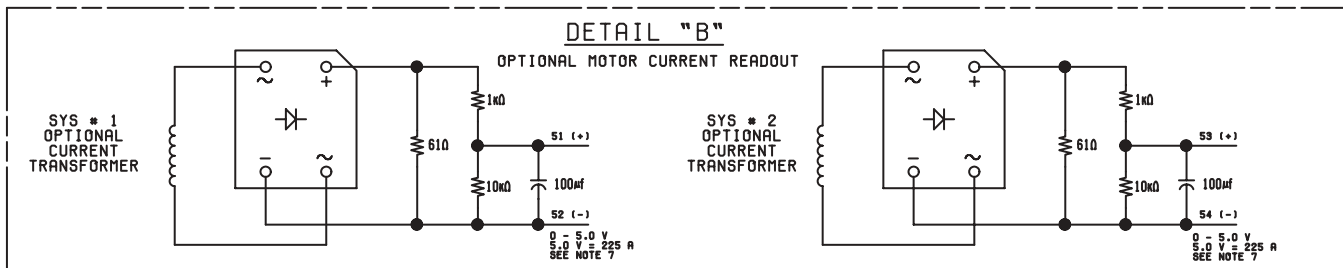 DETAIL "B"
OPTIONAL MOTOR CURRENT READOUT
SYS # 1
OPTIONAL
CURRENT
TRANSFORMER
~
+
-
~
61Ω
1KΩ
10KΩ
100µf
51 (+)
52 (-)
0 - 5.0 V
5.0 V = 225 A
SEE NOTE 7
SYS # 2
OPTIONAL
CURRENT
TRANSFORMER
~
+
-
~
61Ω
1KΩ
10KΩ
100µf
53 (+)
54 (-)
0 - 5.0 V
5.0 V = 225 A
SEE NOTE 7